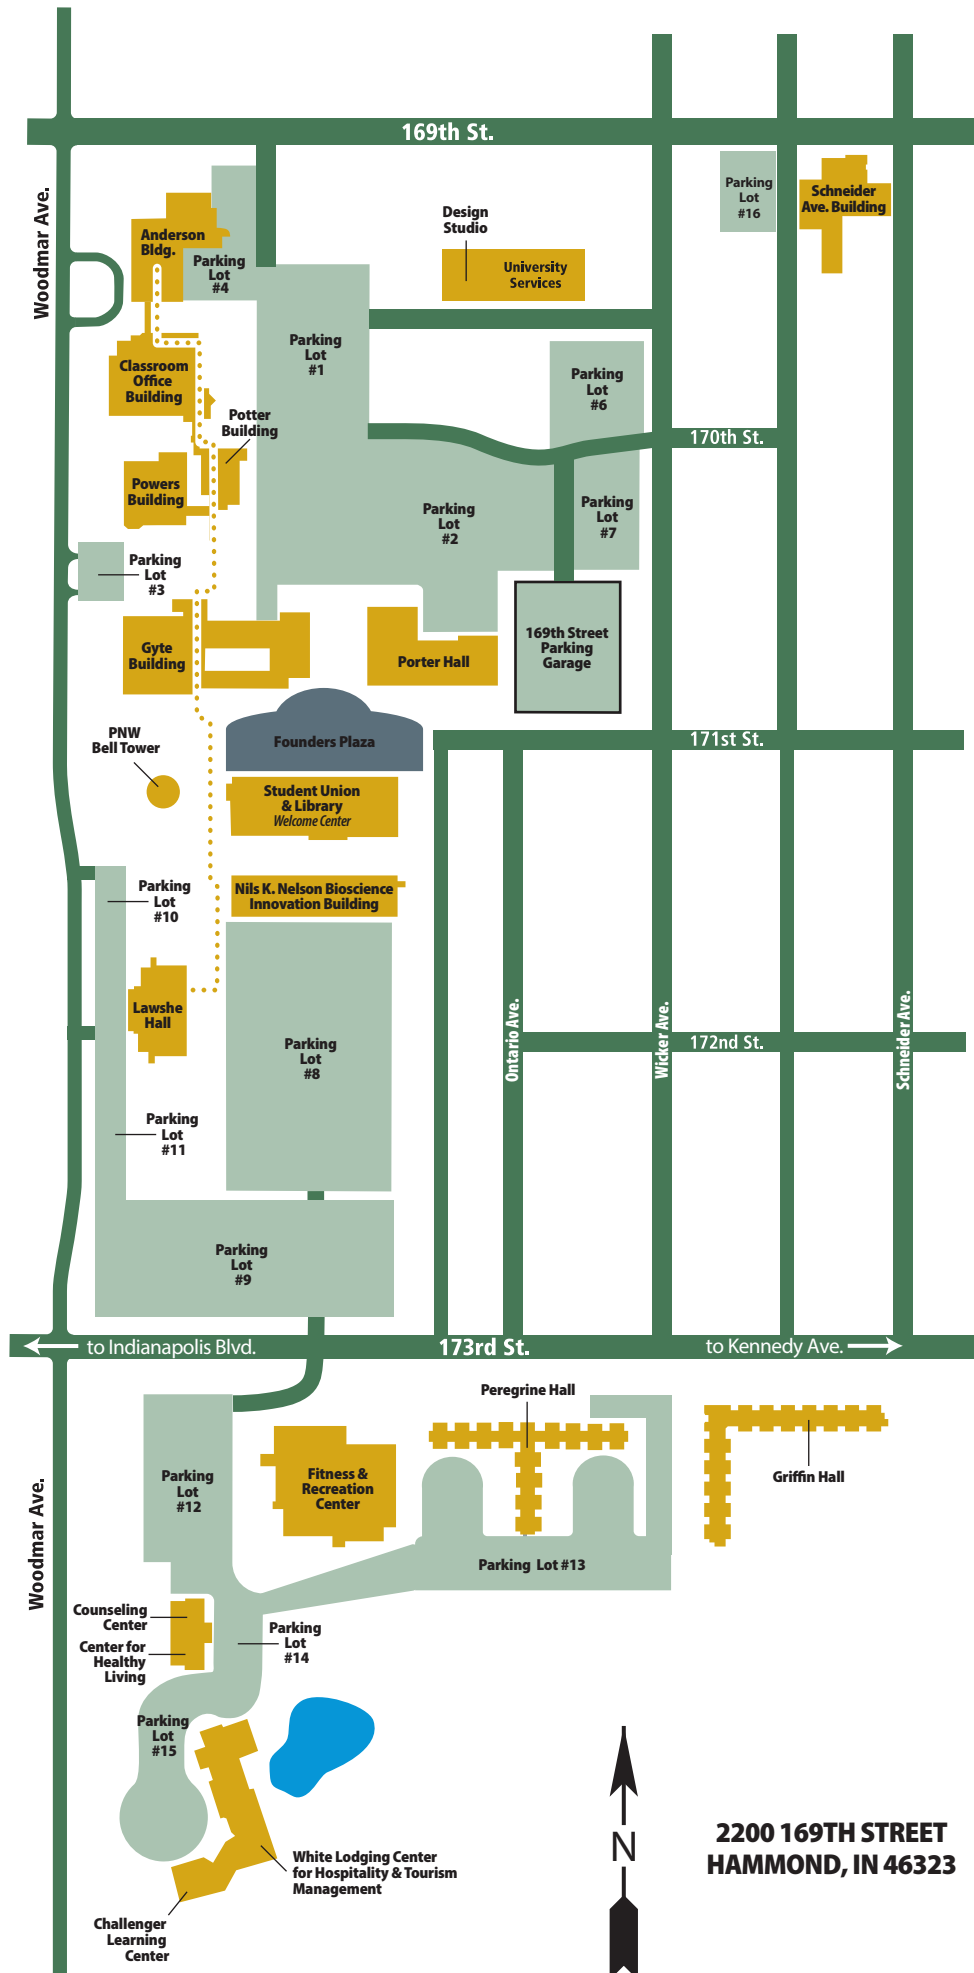 169th St.
Woodmar Ave.
Parking
Lot
#16
Schneider
Ave. Building
Design
Studio
University
Services
Anderson
Bldg.
Parking
Lot
#4
Parking
Lot
#1
Classroom
Office
Building
Parking
Lot
#6
Potter
Building
170th St.
Powers
Building
Parking
Lot
#2
Parking
Lot
#7
Parking
Lot
#3
169th Street
Parking
Garage
Gyte
Building
Porter Hall
PNW
Bell Tower
Founders Plaza
171st St.
Student Union
& Library
Welcome Center
Parking
Lot
#10
Nils K. Nelson Bioscience
Innovation Building
Lawshe
Hall
Parking
Lot
#8
Ontario Ave.
Wicker Ave.
Schneider Ave.
172nd St.
Parking
Lot
#11
Parking
Lot
#9
to Indianapolis Blvd.
173rd St.
to Kennedy Ave.
Peregrine Hall
Griffin Hall
Woodmar Ave.
Parking
Lot
#12
Fitness &
Recreation
Center
Parking Lot #13
Counseling
Center
Center for
Healthy
Living
Parking
Lot
#14
Parking
Lot
#15
White Lodging Center
for Hospitality & Tourism
Management
Challenger
Learning
Center
N
2200 169TH STREET
HAMMOND, IN 46323